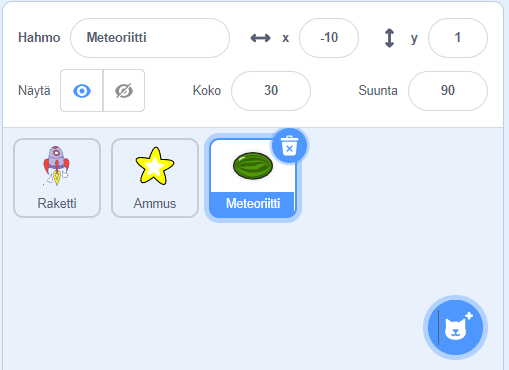 Hahmo Meteoriitti x -10 y 1
Näytä Koko 30 Suunta 90
Raketti Ammus Meteoriitti